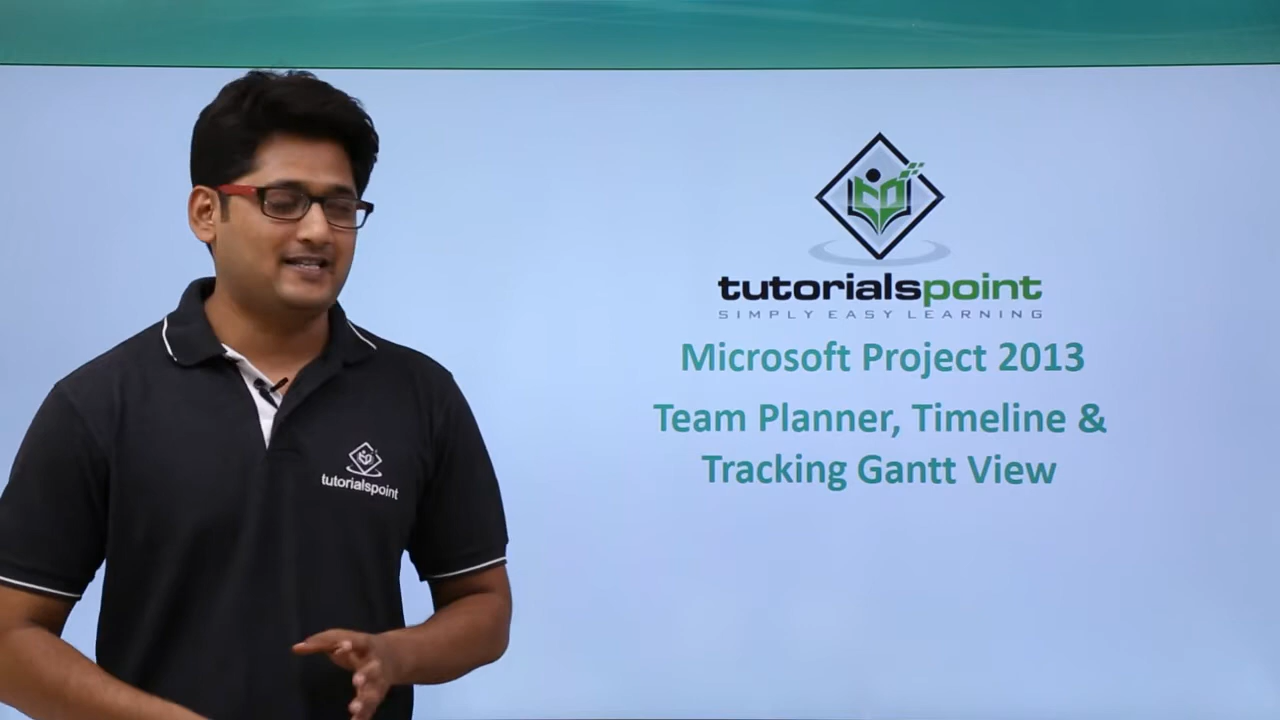 tutorialspoint
SIMPLY EASY LEARNING
Microsoft Project 2013
Team Planner, Timeline &
Tracking Gantt View
tutorialspoint